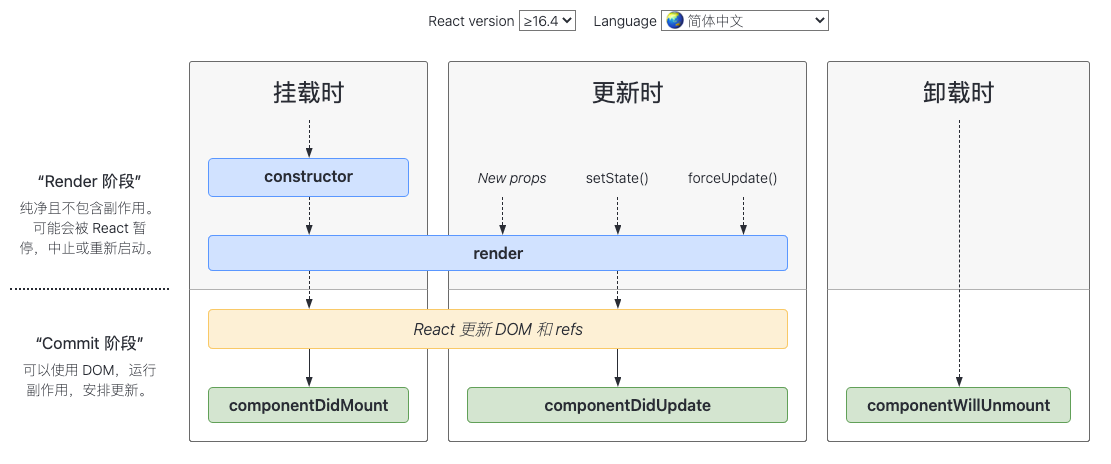 React version ≥16.4 Language 简体中文
挂载时
更新时
卸载时
“Render 阶段”
纯净且不包含副作用。
可能会被 React 暂
停，中止或重新启动。
constructor
New props
setState()
forceUpdate()
render
“Commit 阶段”
可以使用 DOM，运行
副作用，安排更新。
React 更新 DOM 和 refs
componentDidMount
componentDidUpdate
componentWillUnmount